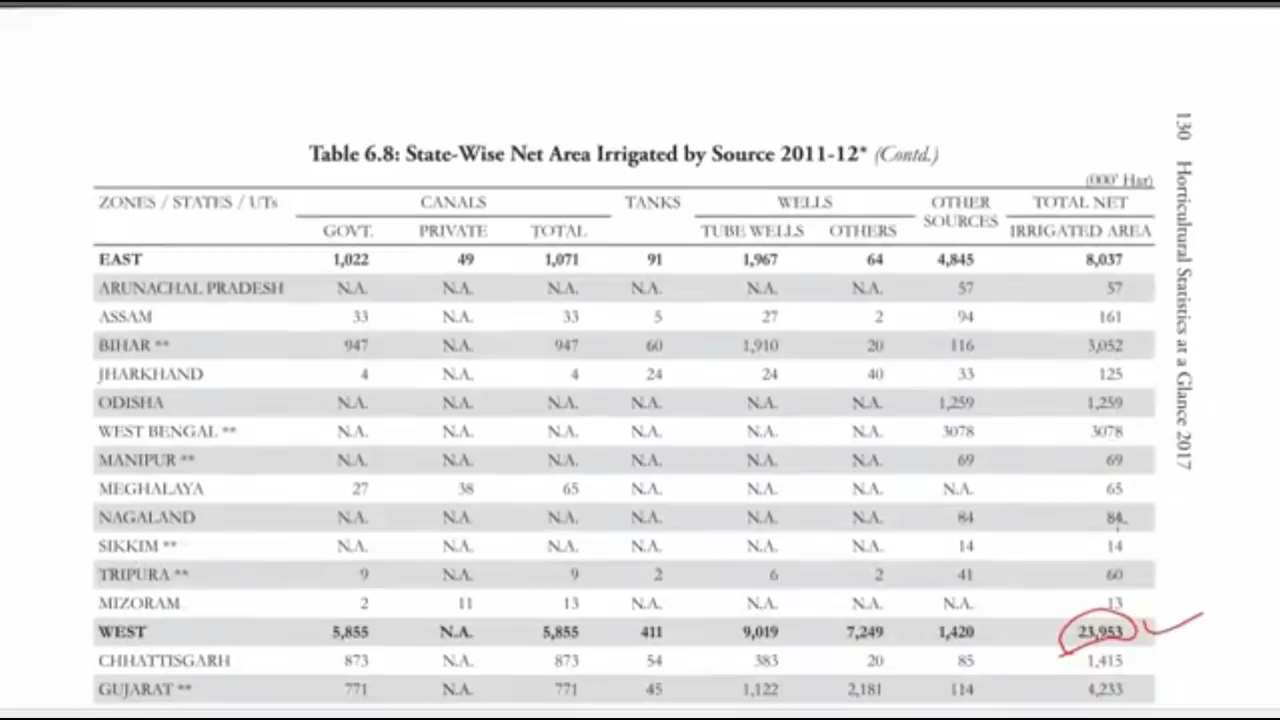 Table 6.8: State-Wise Net Area Irrigated by Source 2011-12* (Contd.)
(000' Har)
ZONES / STATES / UTs CANALS TANKS WELLS OTHER SOURCES TOTAL NET IRRIGATED AREA
GOVT. PRIVATE TOTAL TUBE WELLS OTHERS
EAST 1,022 49 1,071 91 1,967 64 4,845 8,037
ARUNACHAL PRADESH N.A. N.A. N.A. N.A. N.A. N.A. 57 57
ASSAM 33 N.A. 33 5 27 2 94 161
BIHAR ** 947 N.A. 947 60 1,910 20 116 3,052
JHARKHAND 4 N.A. 4 24 24 40 33 125
ODISHA N.A. N.A. N.A. N.A. N.A. N.A. 1,259 1,259
WEST BENGAL ** N.A. N.A. N.A. N.A. N.A. N.A. 3078 3078
MANIPUR ** N.A. N.A. N.A. N.A. N.A. N.A. 69 69
MEGHALAYA 27 38 65 N.A. N.A. N.A. N.A. 65
NAGALAND N.A. N.A. N.A. N.A. N.A. N.A. 84 84
SIKKIM ** N.A. N.A. N.A. N.A. N.A. N.A. 14 14
TRIPURA ** 9 N.A. 9 2 6 2 41 60
MIZORAM 2 11 13 N.A. N.A. N.A. N.A. 13
WEST 5,855 N.A. 5,855 411 9,019 7,249 1,420 23,953
CHHATTISGARH 873 N.A. 873 54 383 20 85 1,415
GUJARAT ** 771 N.A. 771 45 1,122 2,181 114 4,233
130 Horticultural Statistics at a Glance 2017